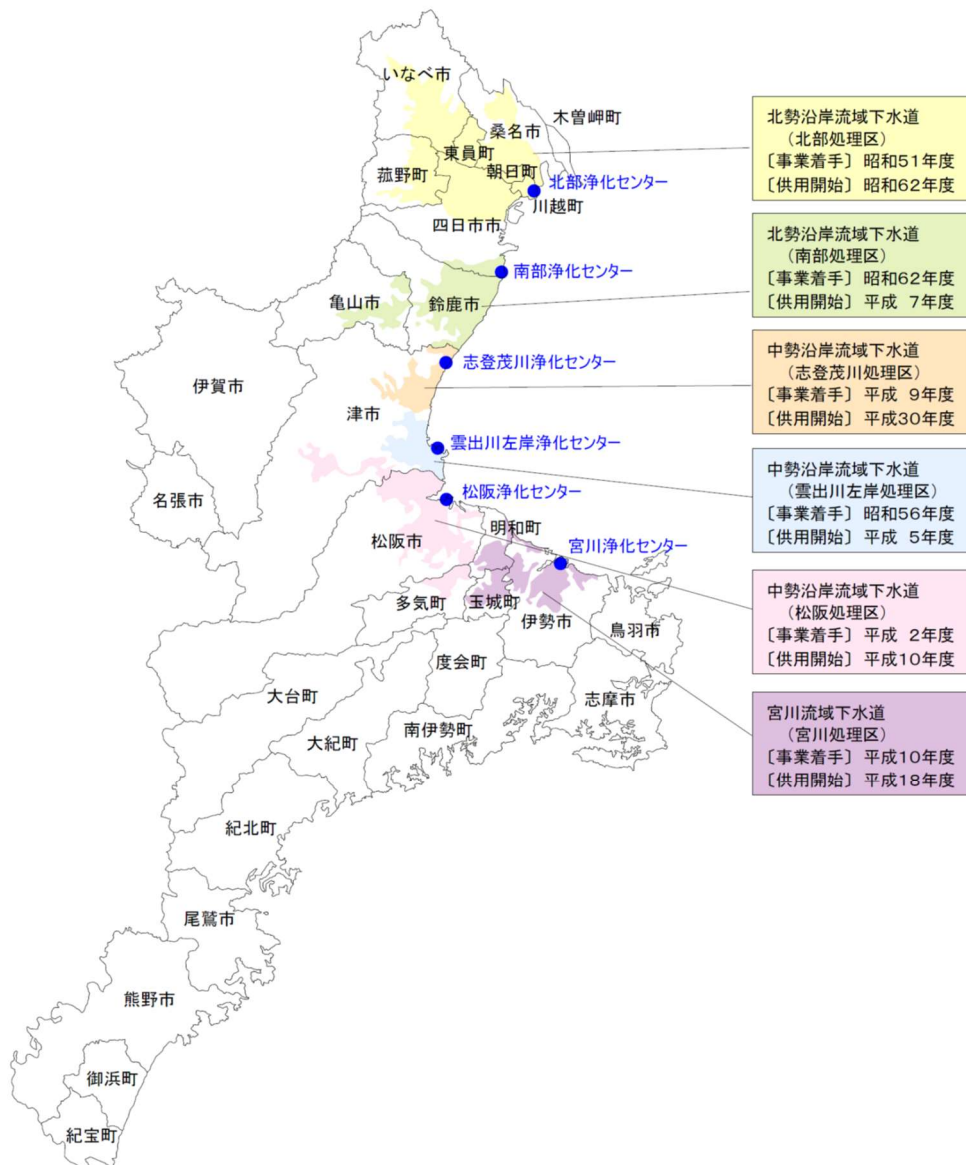 いなべ市
木曽岬町
桑名市
東員町
朝日町
菰野町
北部浄化センター
川越町
四日市市
南部浄化センター
亀山市
鈴鹿市
志登茂川浄化センター
伊賀市
津市
雲出川左岸浄化センター
名張市
松阪浄化センター
明和町
松阪市
宮川浄化センター
多気町
玉城町
伊勢市
鳥羽市
度会町
大台町
志摩市
南伊勢町
大紀町
紀北町
尾鷲市
熊野市
御浜町
紀宝町
北勢沿岸流域下水道
（北部処理区）
〔事業着手〕 昭和51年度
〔供用開始〕 昭和62年度
北勢沿岸流域下水道
（南部処理区）
〔事業着手〕 昭和62年度
〔供用開始〕 平成 7年度
中勢沿岸流域下水道
（志登茂川処理区）
〔事業着手〕 平成 9年度
〔供用開始〕 平成30年度
中勢沿岸流域下水道
（雲出川左岸処理区）
〔事業着手〕 昭和56年度
〔供用開始〕 平成 5年度
中勢沿岸流域下水道
（松阪処理区）
〔事業着手〕 平成 2年度
〔供用開始〕 平成10年度
宮川流域下水道
（宮川処理区）
〔事業着手〕 平成10年度
〔供用開始〕 平成18年度